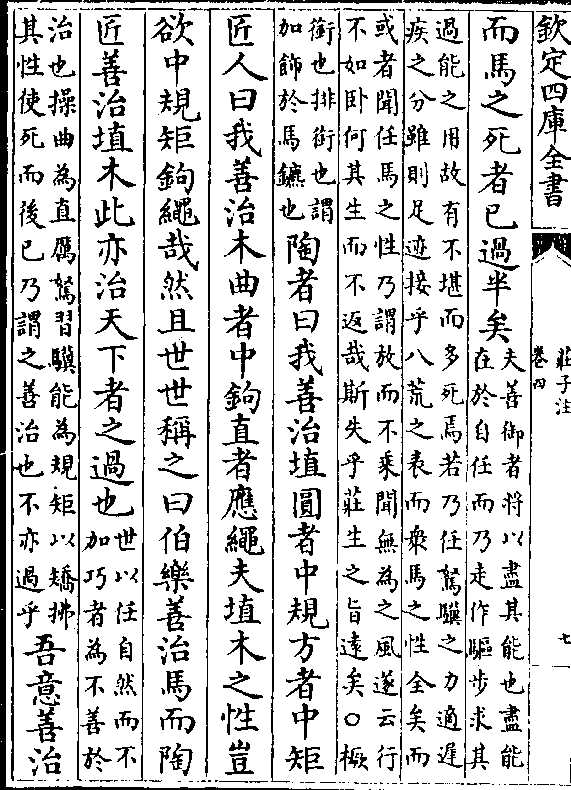 欽定四庫全書
莊子注
卷四
七
而馬之死者已過半矣
夫善御者將以盡其能也盡能
在於自任而乃走作驅步求其
過能之用故有不堪而多死焉若乃任駑驥之力適遲
疾之分雖則足迹接乎八荒之表而衆馬之性全矣而
或者聞任馬之性乃謂放而不乘聞無為之風遂云行
不如卧何其生而不返哉斯失乎莊生之旨遠矣○橛
銜也排銜也謂
加飾於馬鑣也
陶者曰我善治埴圓者中規方者中矩
匠人曰我善治木曲者中鉤直者應繩夫埴木之性豈
欲中規矩鉤繩哉然且世世稱之曰伯樂善治馬而陶
匠善治埴木此亦治天下者之過也
世以任自然而不
加巧者為不善於
治也操曲為直厲駑習驥能為規矩以矯拂
其性使死而後已乃謂之善治也不亦過乎
吾意善治